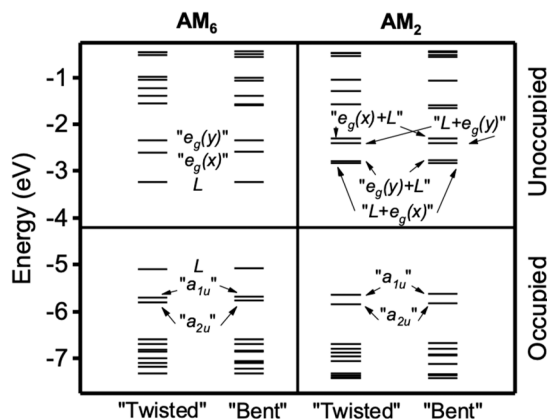 AM6
AM2
Energy (eV)
-1
-2
-3
-4
-5
-6
-7
"eg(y)"
"eg(x)"
L
"eg(x)+L"
"L+eg(y)"
"eg(y)+L"
"L+eg(x)"
Unoccupied
L
"a1u"
"a2u"
"a1u"
"a2u"
Occupied
"Twisted"
"Bent"
"Twisted"
"Bent"